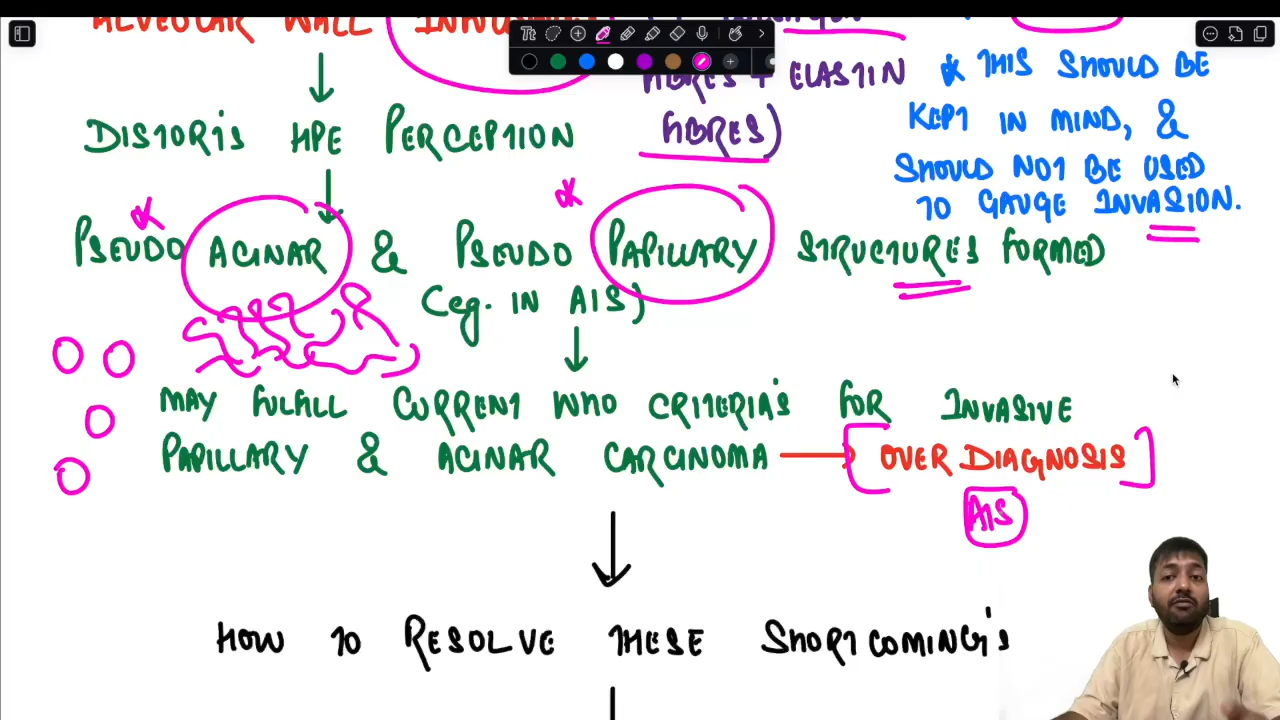 ALVEOLAR WALL
DISTORTS HPE PERCEPTION
FIBRES + ELASTIN
FIBRES)
* THIS SHOULD BE
KEPT IN MIND, &
SHOULD NOT BE USED
TO GAUGE INVASION.
* *
PSEUDO ACINAR & PSEUDO PAPILLARY STRUCTURES FORMED
(eg. IN AIS)
MAY FULFILL CURRENT WHO CRITERIA'S FOR INVASIVE
PAPILLARY & ACINAR CARCINOMA → [OVER DIAGNOSIS]
AIS
HOW TO RESOLVE THESE SHORTCOMING'S